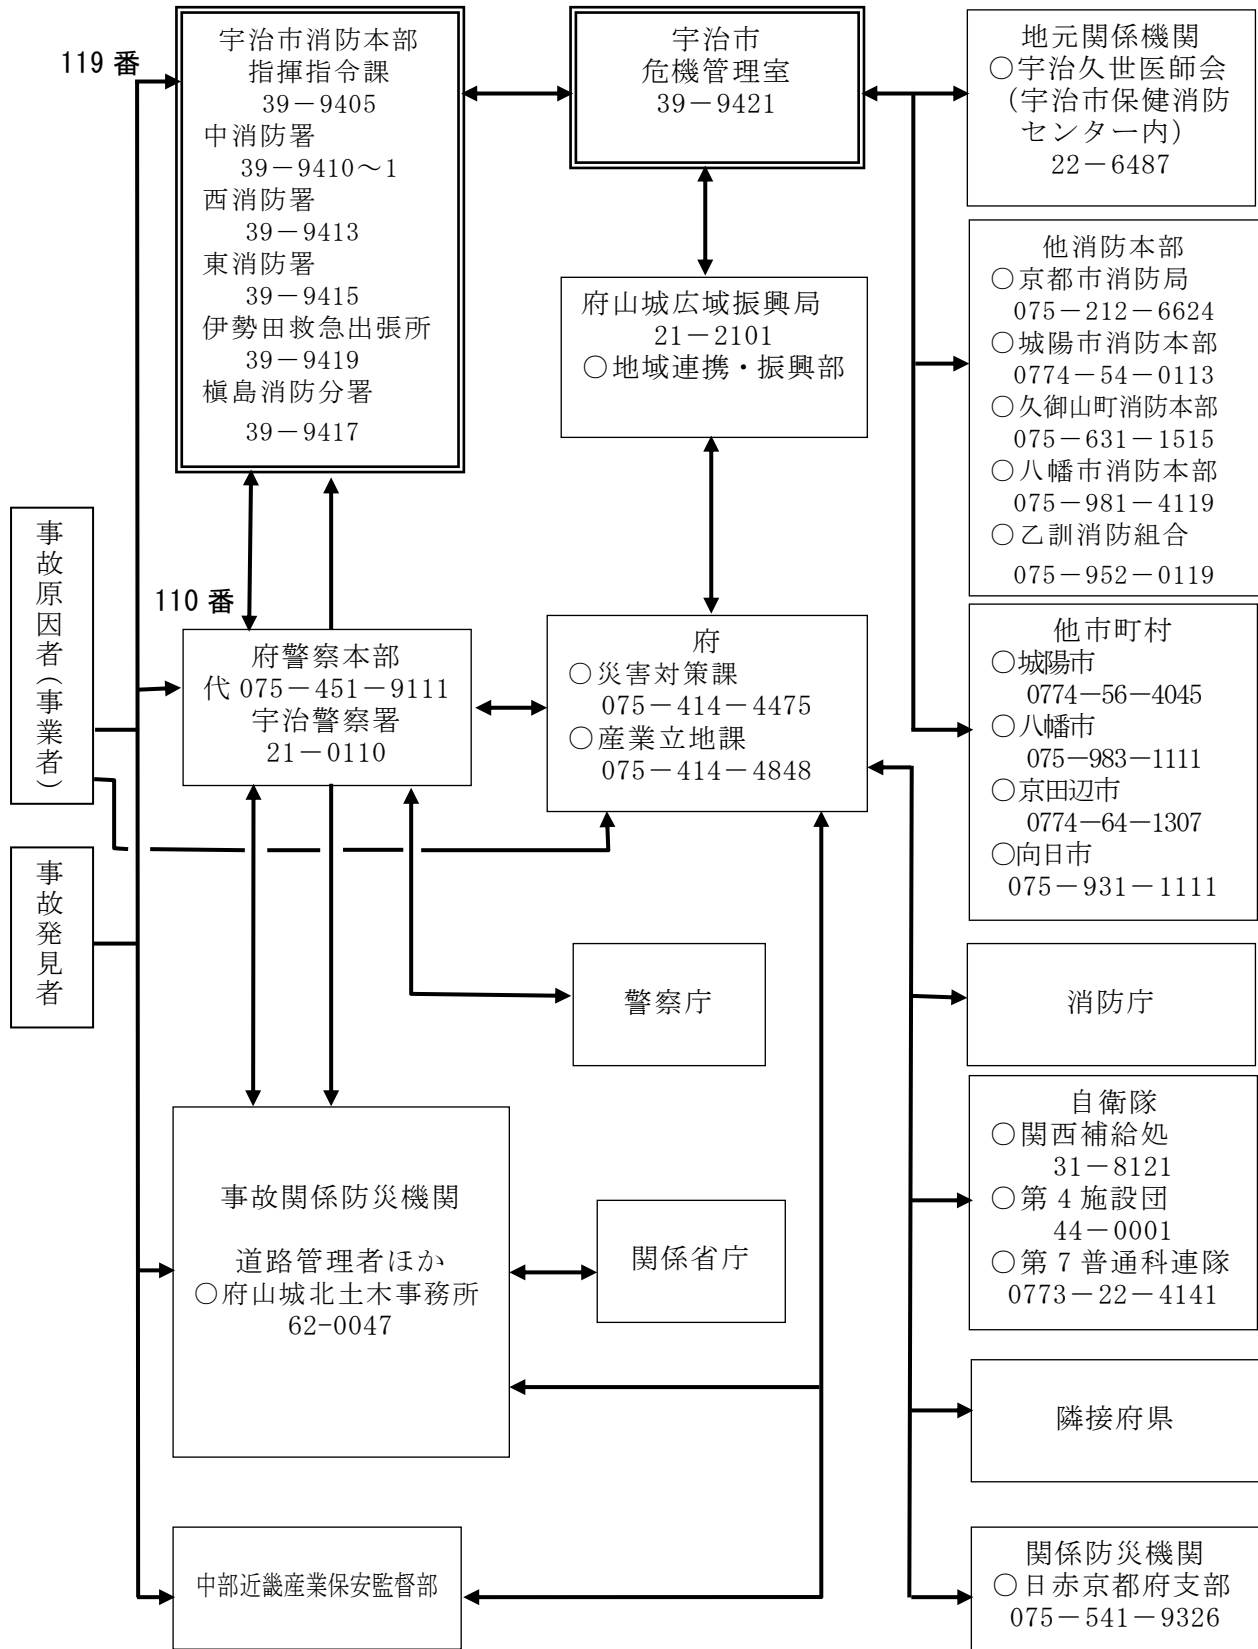 119 番
宇治市消防本部
指揮指令課
39－9405
中消防署
39－9410～1
西消防署
39－9413
東消防署
39－9415
伊勢田救急出張所
39－9419
槇島消防分署
39－9417
宇治市
危機管理室
39－9421
地元関係機関
○宇治久世医師会
（宇治市保健消防
センター内）
22－6487
府山城広域振興局
21－2101
○地域連携・振興部
他消防本部
○京都市消防局
075－212－6624
○城陽市消防本部
0774－54－0113
○久御山町消防本部
075－631－1515
○八幡市消防本部
075－981－4119
○乙訓消防組合
075－952－0119
事故原因者（事業者）
110 番
府警察本部
代 075－451－9111
宇治警察署
21－0110
府
○災害対策課
075－414－4475
○産業立地課
075－414－4848
他市町村
○城陽市
0774－56－4045
○八幡市
075－983－1111
○京田辺市
0774－64－1307
○向日市
075－931－1111
事故発見者
警察庁
消防庁
事故関係防災機関
道路管理者ほか
○府山城北土木事務所
62-0047
関係省庁
自衛隊
○関西補給処
31－8121
○第 4 施設団
44－0001
○第 7 普通科連隊
0773－22－4141
隣接府県
中部近畿産業保安監督部
関係防災機関
○日赤京都府支部
075－541－9326